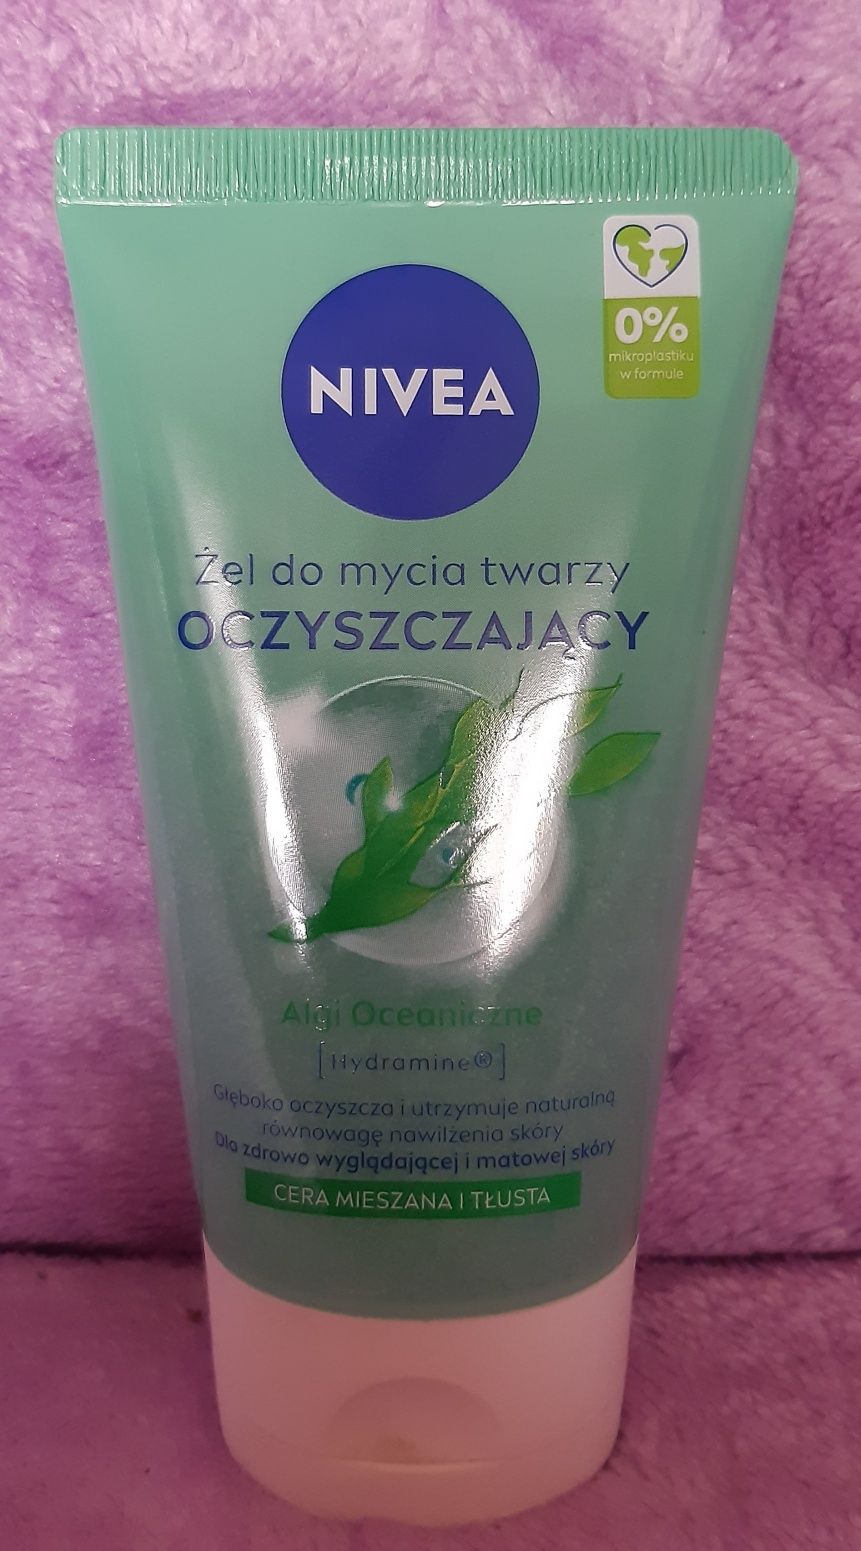 NIVEA
0%
mikroplastiku
w formule
Żel do mycia twarzy
OCZYSZCZAJĄCY
Algi Oceaniczne
[Hydramine®]
Głęboko oczyszcza i utrzymuje naturalną
równowagę nawilżenia skóry
Dla zdrowo wyglądającej i matowej skóry
CERA MIESZANA I TŁUSTA